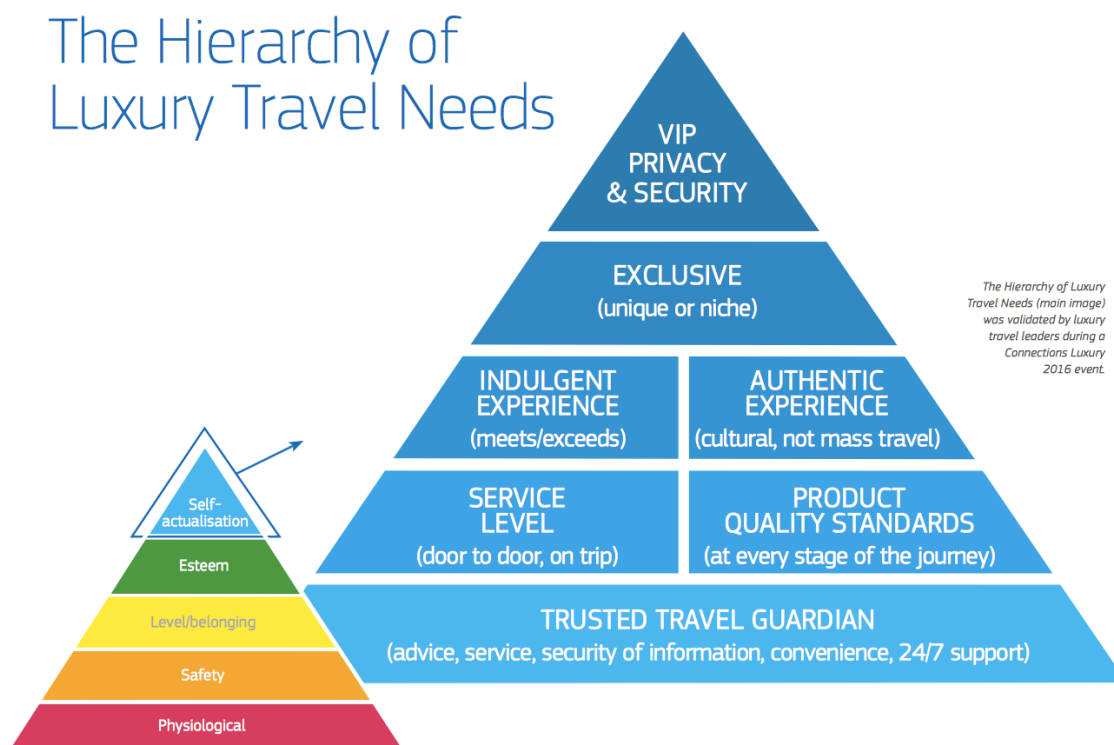 The Hierarchy of
Luxury Travel Needs
VIP
PRIVACY
& SECURITY
EXCLUSIVE
(unique or niche)
INDULGENT
EXPERIENCE
(meets/exceeds)
AUTHENTIC
EXPERIENCE
(cultural, not mass travel)
SERVICE
LEVEL
(door to door, on trip)
PRODUCT
QUALITY STANDARDS
(at every stage of the journey)
TRUSTED TRAVEL GUARDIAN
(advice, service, security of information, convenience, 24/7 support)
The Hierarchy of Luxury
Travel Needs (main image)
was validated by luxury
travel leaders during a
Connections Luxury
2016 event.
Self-
actualisation
Esteem
Level/belonging
Safety
Physiological